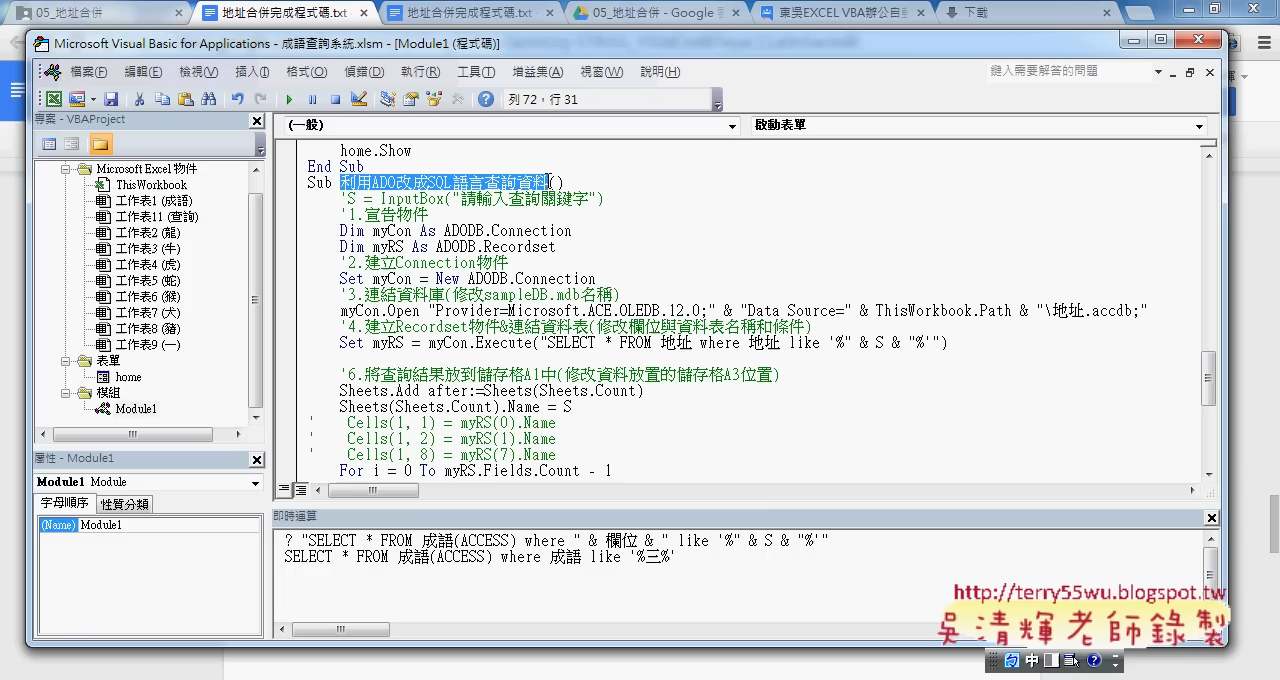 地址合併完成程式碼.txt
地址合併完成程式碼.txt
05_地址合併 - Google
東吳EXCEL VBA辦公自
下載
Microsoft Visual Basic for Applications - 成語查詢系統.xlsm - [Module1 (程式碼)]
檔案(F) 編輯(E) 檢視(V) 插入(I) 格式(O) 偵錯(D) 執行(R) 工具(T) 增益集(A) 視窗(W) 說明(H)
鍵入需要解答的問題
列 72，行 31
專案 - VBAProject
(一般)
啟動表單
Microsoft Excel 物件
ThisWorkbook
工作表1 (成語)
工作表11 (查詢)
工作表2 (龍)
工作表3 (牛)
工作表4 (虎)
工作表5 (蛇)
工作表6 (猴)
工作表7 (犬)
工作表8 (豬)
工作表9 (一)
表單
home
模組
Module1
屬性 - Module1
Module1 Module
字母順序 性質分類
(Name) Module1
home.Show
End Sub
Sub 利用ADO改成SQL語言查詢資料()
'S = InputBox("請輸入查詢關鍵字")
'1.宣告物件
Dim myCon As ADODB.Connection
Dim myRS As ADODB.Recordset
'2.建立Connection物件
Set myCon = New ADODB.Connection
'3.連結資料庫(修改sampleDB.mdb名稱)
myCon.Open "Provider=Microsoft.ACE.OLEDB.12.0;" & "Data Source=" & ThisWorkbook.Path & "\地址.accdb;"
'4.建立Recordset物件&連結資料表(修改欄位與資料表名稱和條件)
Set myRS = myCon.Execute("SELECT * FROM 地址 where 地址 like '%" & S & "%'")
'6.將查詢結果放到儲存格A1中(修改資料放置的儲存格A3位置)
Sheets.Add after:=Sheets(Sheets.Count)
Sheets(Sheets.Count).Name = S
' Cells(1, 1) = myRS(0).Name
' Cells(1, 2) = myRS(1).Name
' Cells(1, 8) = myRS(7).Name
For i = 0 To myRS.Fields.Count - 1
即時運算
? "SELECT * FROM 成語(ACCESS) where " & 欄位 & " like '%" & S & "%'"
SELECT * FROM 成語(ACCESS) where 成語 like '%三%'
http://terry55wu.blogspot.tw
吳清輝老師錄製
中